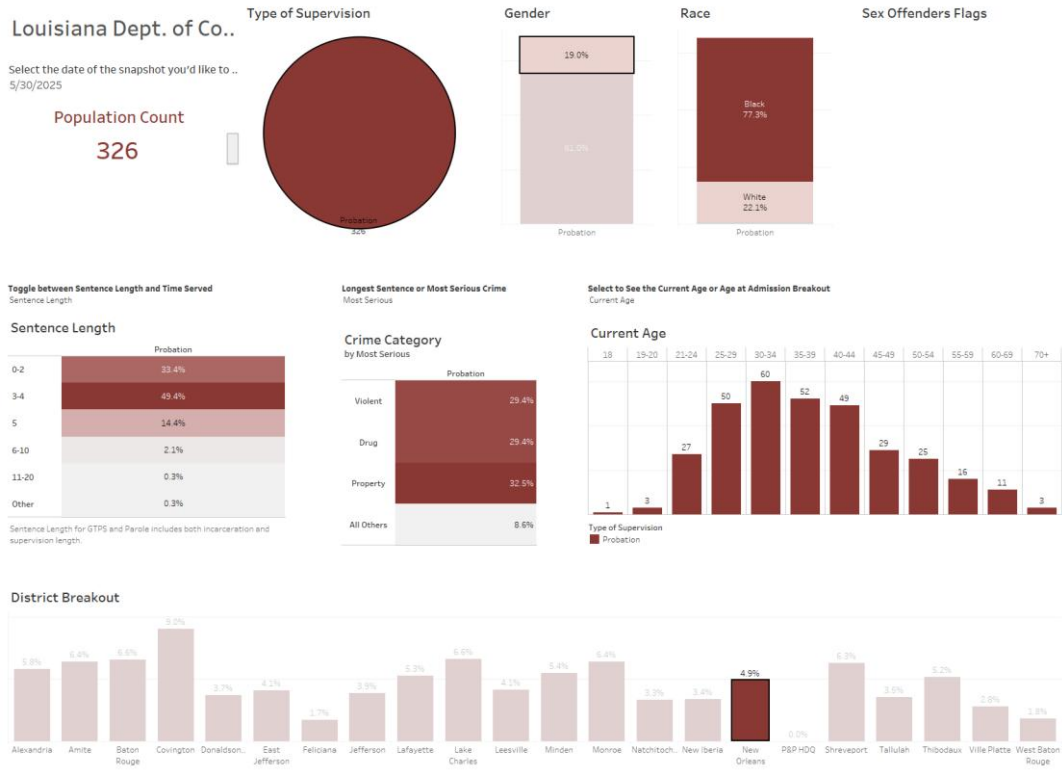 Louisiana Dept. of Co..
Select the date of the snapshot you'd like to ..
5/30/2025
Population Count
326
Type of Supervision
Probation
326
Gender
19.0%
81.0%
Probation
Race
Black
77.3%
White
22.1%
Probation
Sex Offenders Flags
Toggle between Sentence Length and Time Served
Sentence Length
Sentence Length
Probation
0-2 33.4%
3-4 49.4%
5 14.4%
6-10 2.1%
11-20 0.3%
Other 0.3%
Sentence Length for GTPS and Parole includes both incarceration and
supervision length.
Longest Sentence or Most Serious Crime
Most Serious
Crime Category
by Most Serious
Probation
Violent 29.4%
Drug 29.4%
Property 32.5%
All Others 8.6%
Select to See the Current Age or Age at Admission Breakout
Current Age
Current Age
18 19-20 21-24 25-29 30-34 35-39 40-44 45-49 50-54 55-59 60-69 70+
1 3 27 50 60 52 49 29 25 16 11 3
Type of Supervision
Probation
District Breakout
5.8% 6.4% 6.6% 9.0% 3.7% 4.1% 1.7% 3.9% 5.3% 6.6% 4.1% 5.4% 6.4% 3.3% 3.4% 4.9% 0.0% 6.3% 3.5% 5.2% 2.8% 1.8%
Alexandria Amite Baton Covington Donaldson.. East Feliciana Jefferson Lafayette Lake Leesville Minden Monroe Natchitoch.. New Iberia New P&P HDQ Shreveport Tallulah Thibodaux Ville Platte West Baton
Rouge Jefferson Charles Orleans Rouge